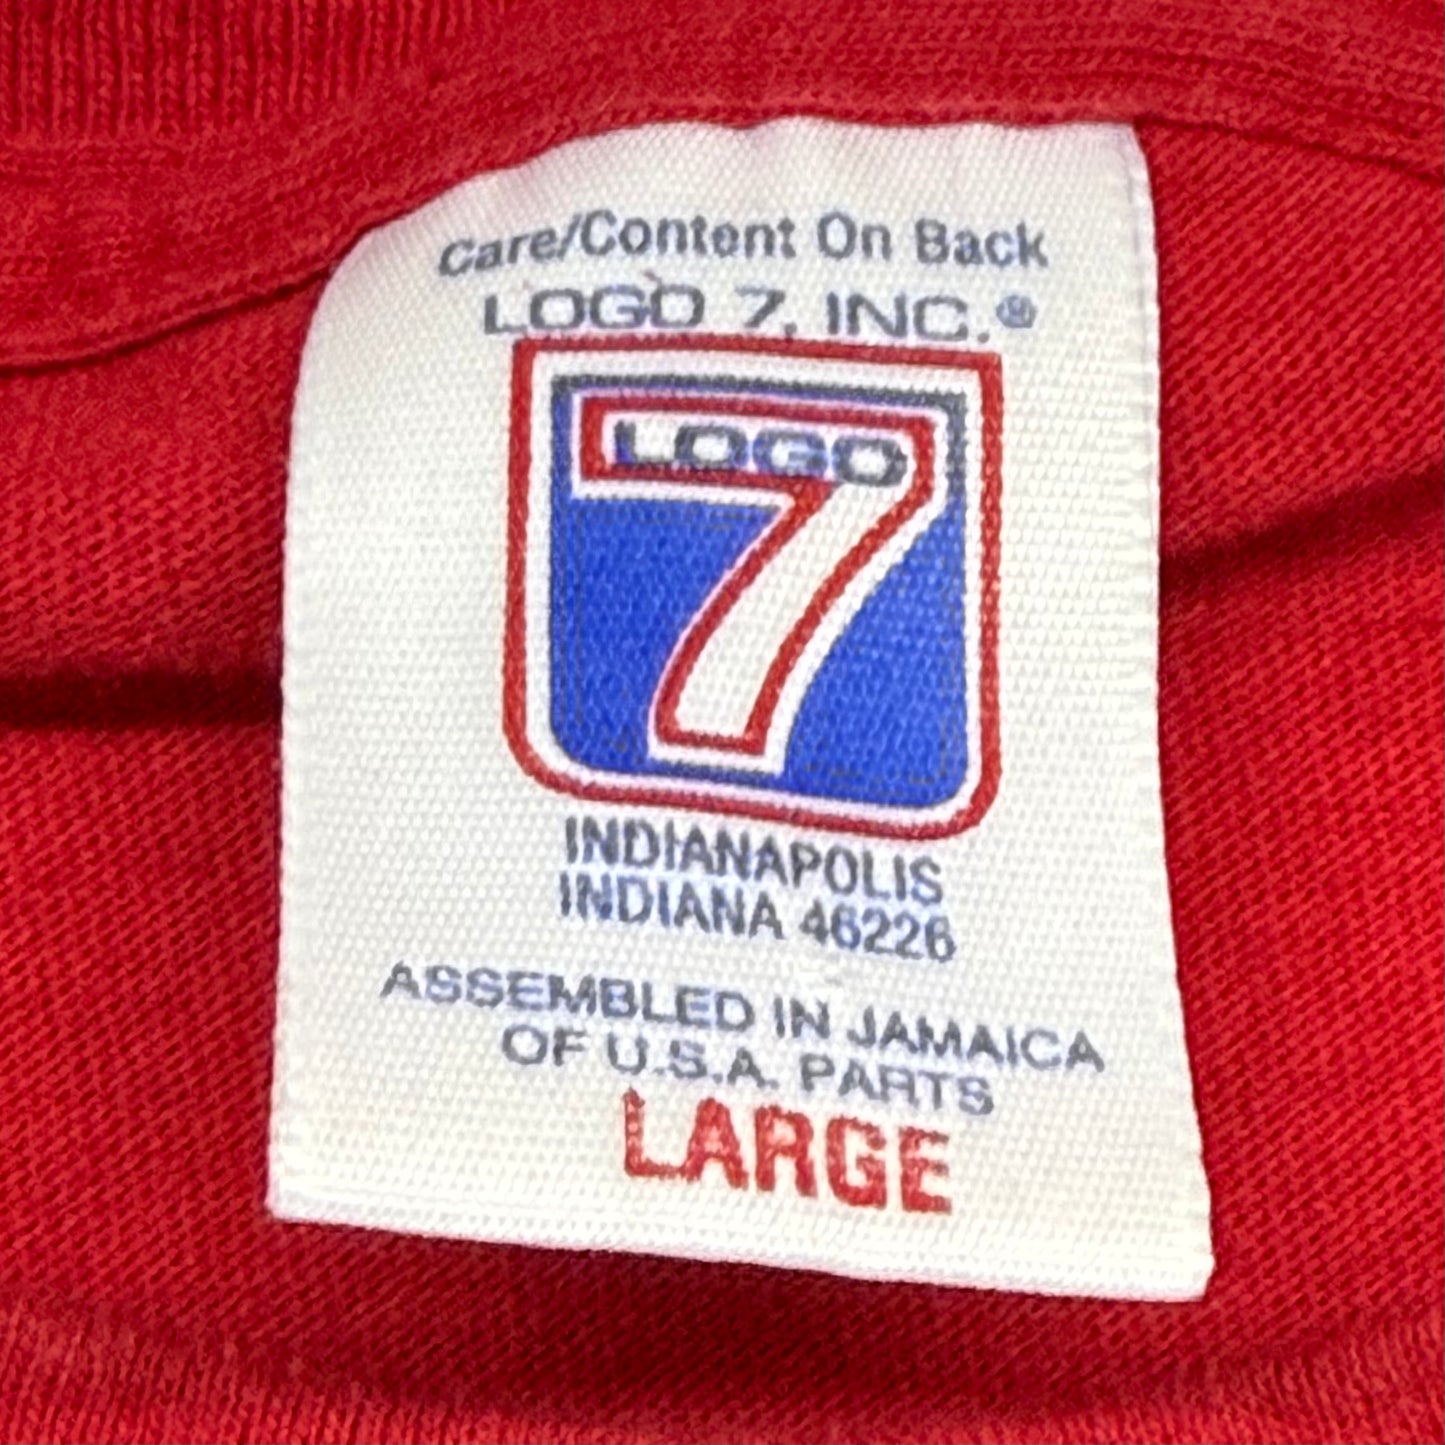 Care/Content On Back
LOGO 7, INC.®
LOGO
7
INDIANAPOLIS
INDIANA 46226
ASSEMBLED IN JAMAICA
OF U.S.A. PARTS
LARGE